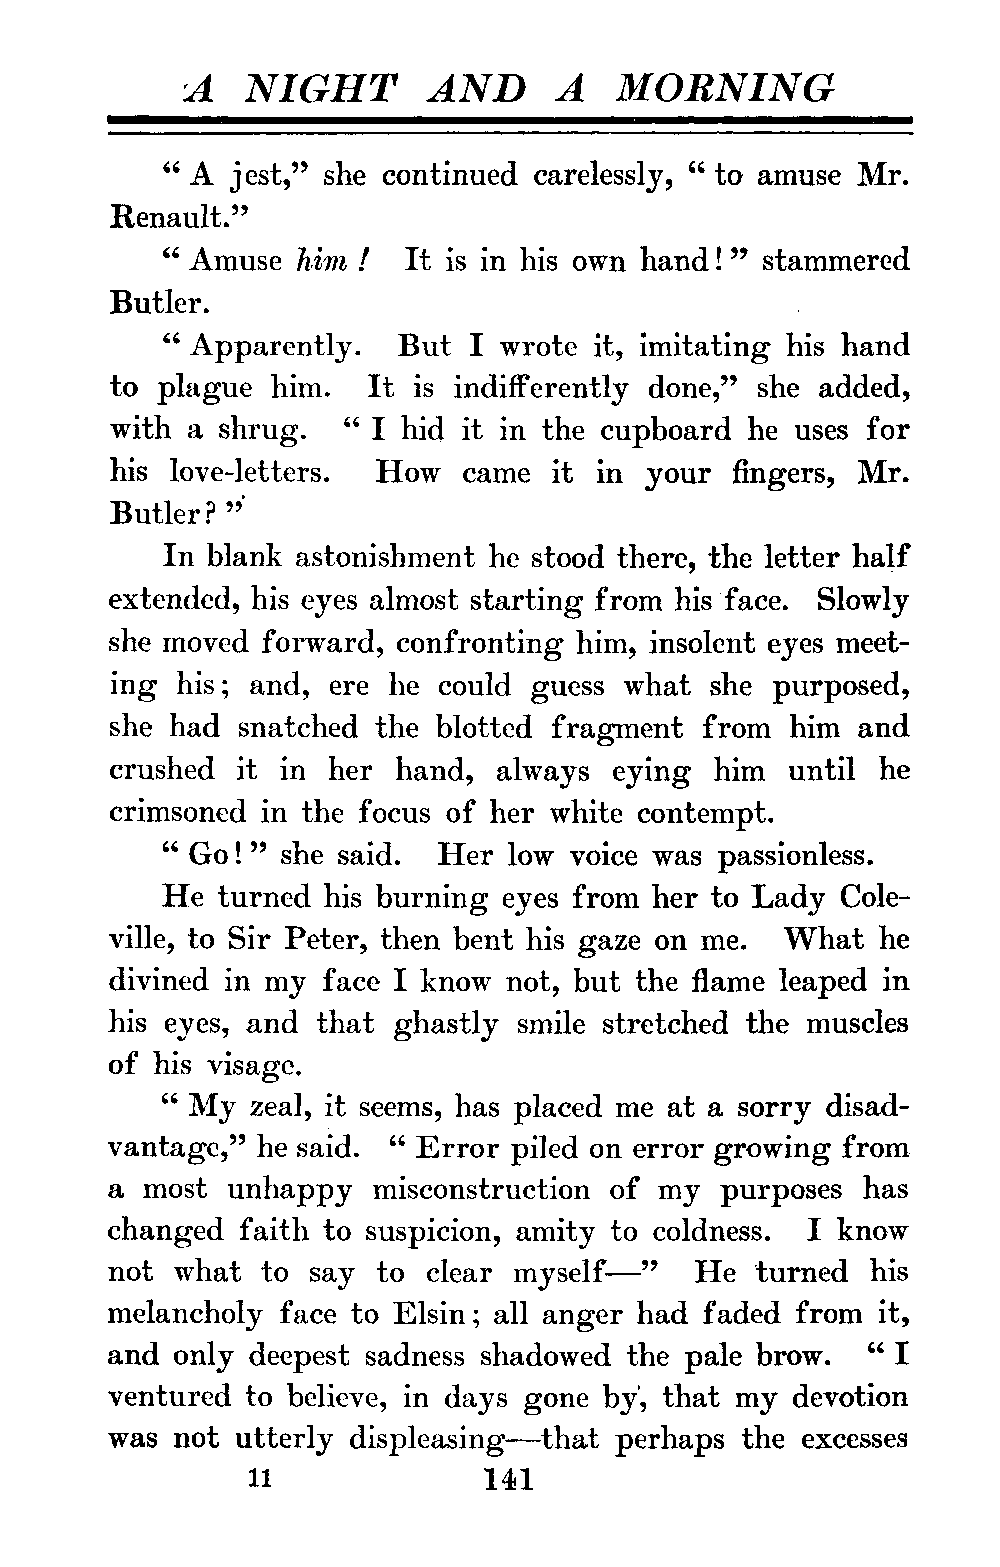 A NIGHT AND A MORNING
“ A jest,” she continued carelessly, “ to amuse Mr.
Renault.”
“ Amuse him ! It is in his own hand! ” stammered
Butler.
“ Apparently. But I wrote it, imitating his hand
to plague him. It is indifferently done,” she added,
with a shrug. “ I hid it in the cupboard he uses for
his love-letters. How came it in your fingers, Mr.
Butler? ”
In blank astonishment he stood there, the letter half
extended, his eyes almost starting from his face. Slowly
she moved forward, confronting him, insolent eyes meet-
ing his; and, ere he could guess what she purposed,
she had snatched the blotted fragment from him and
crushed it in her hand, always eying him until he
crimsoned in the focus of her white contempt.
“ Go! ” she said. Her low voice was passionless.
He turned his burning eyes from her to Lady Cole-
ville, to Sir Peter, then bent his gaze on me. What he
divined in my face I know not, but the flame leaped in
his eyes, and that ghastly smile stretched the muscles
of his visage.
“ My zeal, it seems, has placed me at a sorry disad-
vantage,” he said. “ Error piled on error growing from
a most unhappy misconstruction of my purposes has
changed faith to suspicion, amity to coldness. I know
not what to say to clear myself—” He turned his
melancholy face to Elsin; all anger had faded from it,
and only deepest sadness shadowed the pale brow. “ I
ventured to believe, in days gone by, that my devotion
was not utterly displeasing—that perhaps the excesses
11 141